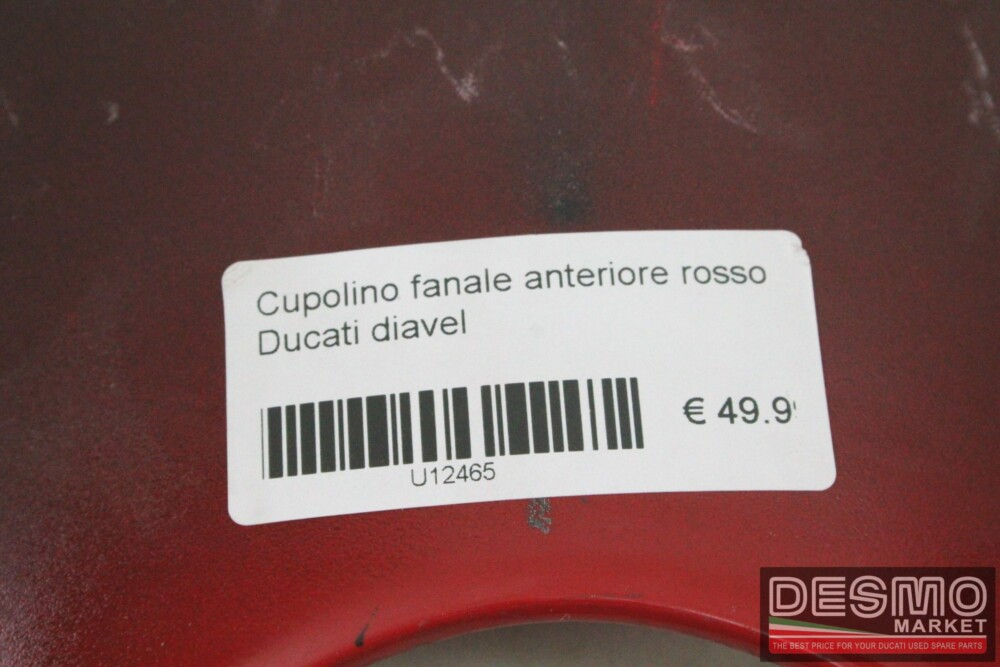 Cupolino fanale anteriore rosso
Ducati diavel
€ 49.9
U12465
DESMO
MARKET
THE BEST PRICE FOR YOUR DUCATI USED SPARE PARTS